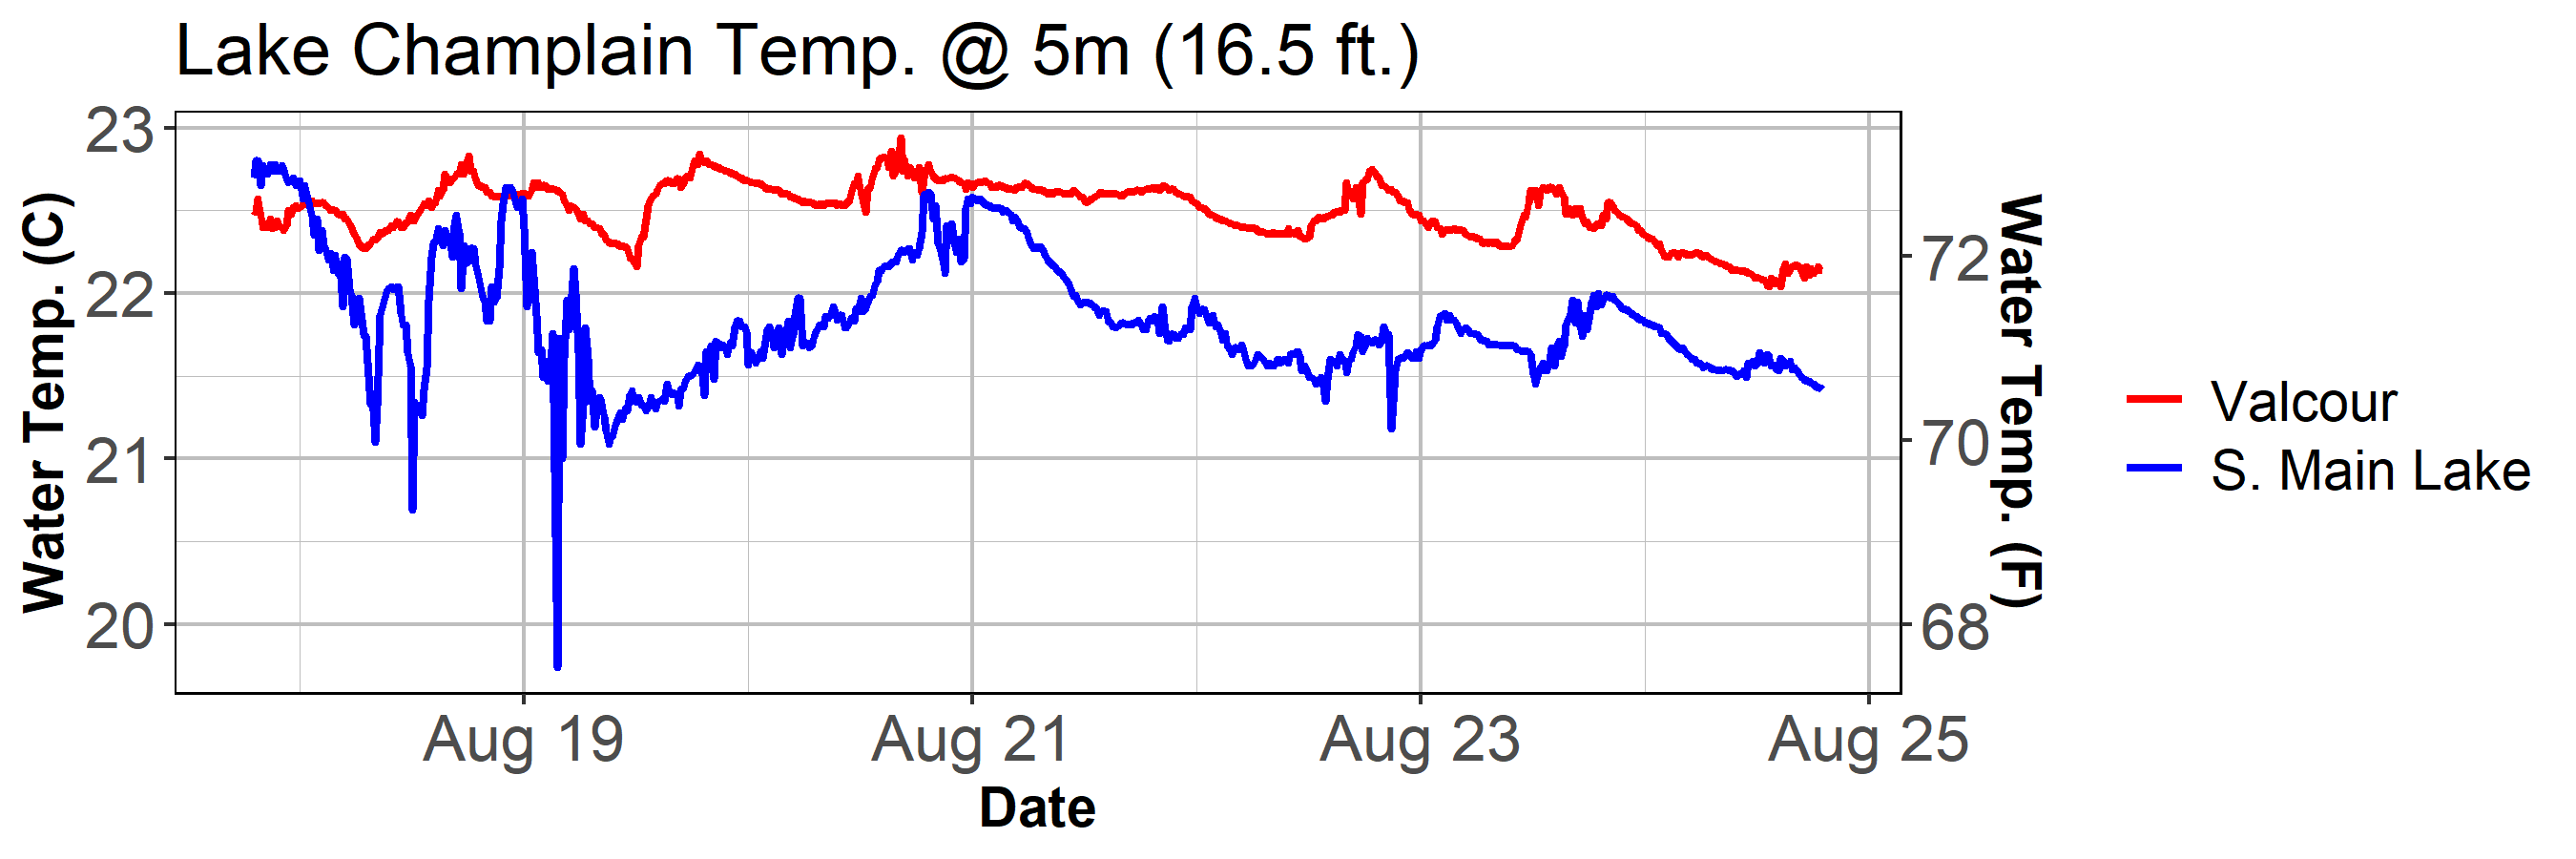 Lake Champlain Temp. @ 5m (16.5 ft.)
Water Temp. (C)
23
22
21
20
72
70
68
Water Temp. (F)
Aug 19
Aug 21
Aug 23
Aug 25
Date
Valcour
S. Main Lake